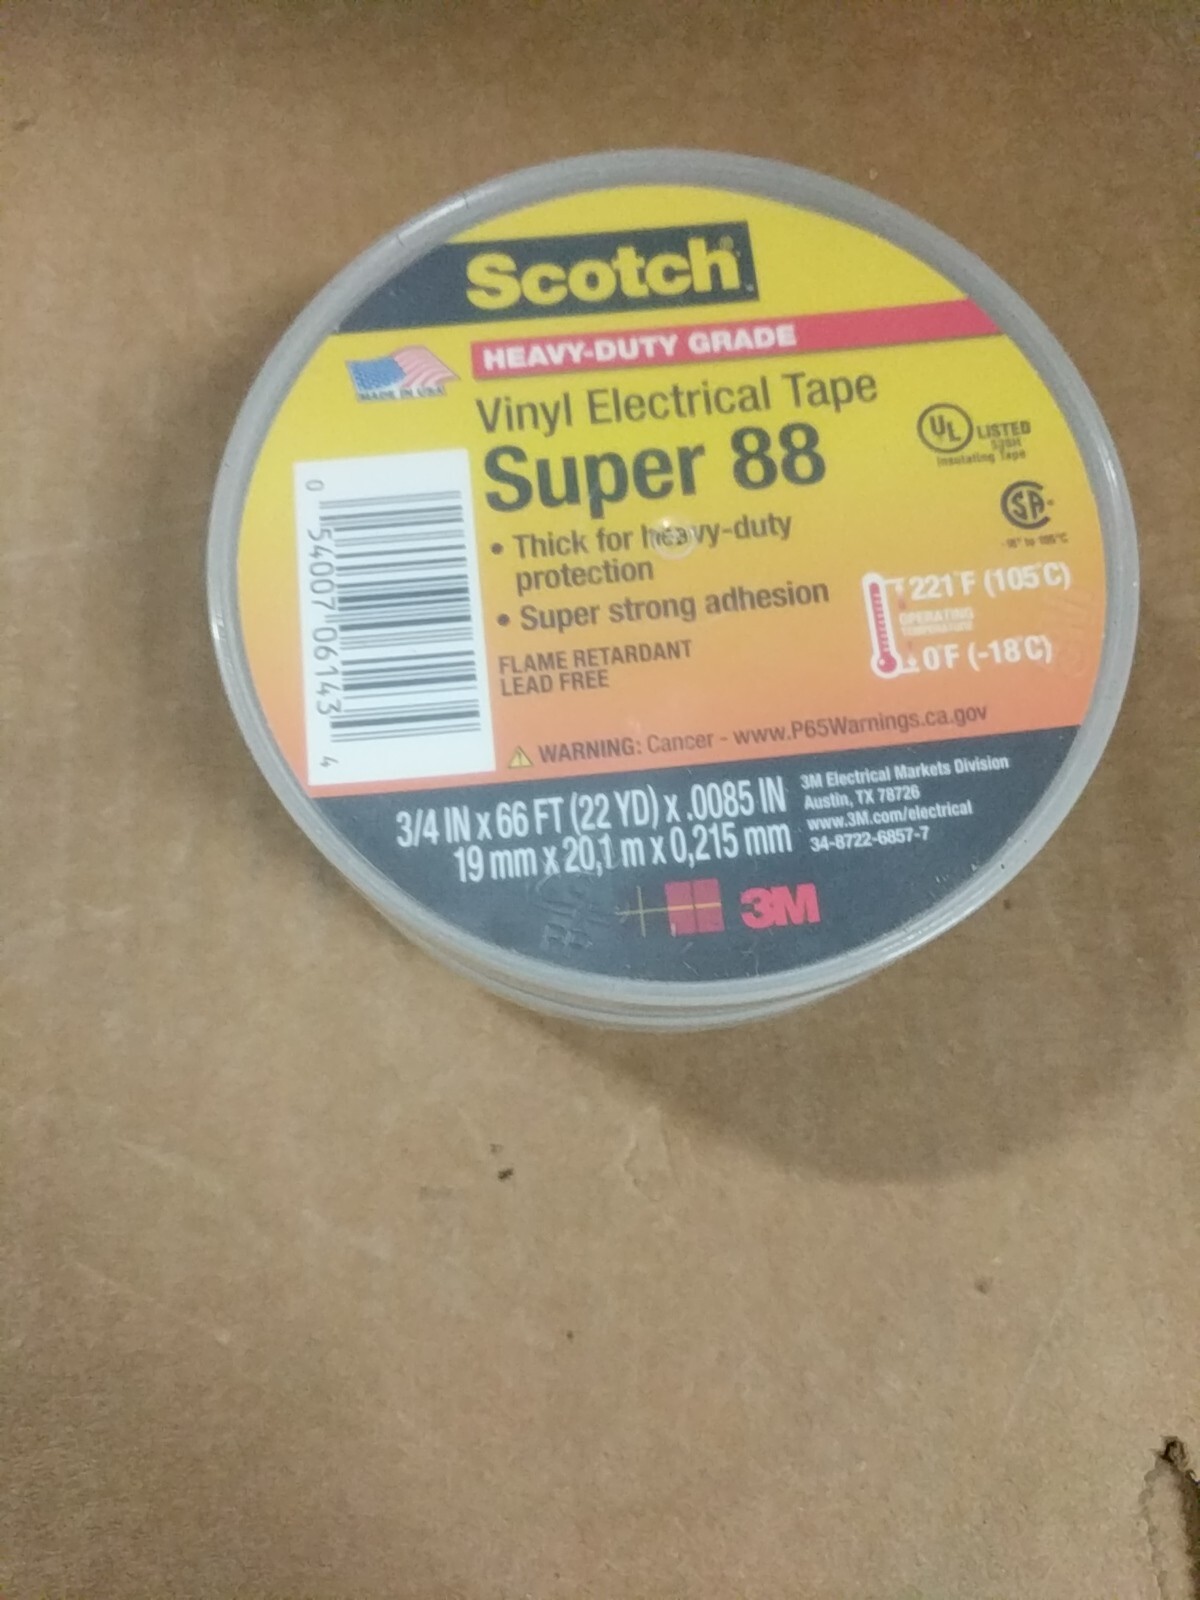 Scotch®
HEAVY-DUTY GRADE
MADE IN USA
Vinyl Electrical Tape
Super 88
UL LISTED
Insulating Tape
• Thick for heavy-duty
protection
• Super strong adhesion
FLAME RETARDANT
LEAD FREE
221°F (105°C)
OPERATING
TEMPERATURE
0°F (-18°C)
0 54007 06143 4
WARNING: Cancer - www.P65Warnings.ca.gov
3/4 IN x 66 FT (22 YD) x .0085 IN
19 mm x 20,1 m x 0,215 mm
3M Electrical Markets Division
Austin, TX 78726
www.3M.com/electrical
34-8722-6857-7
3M